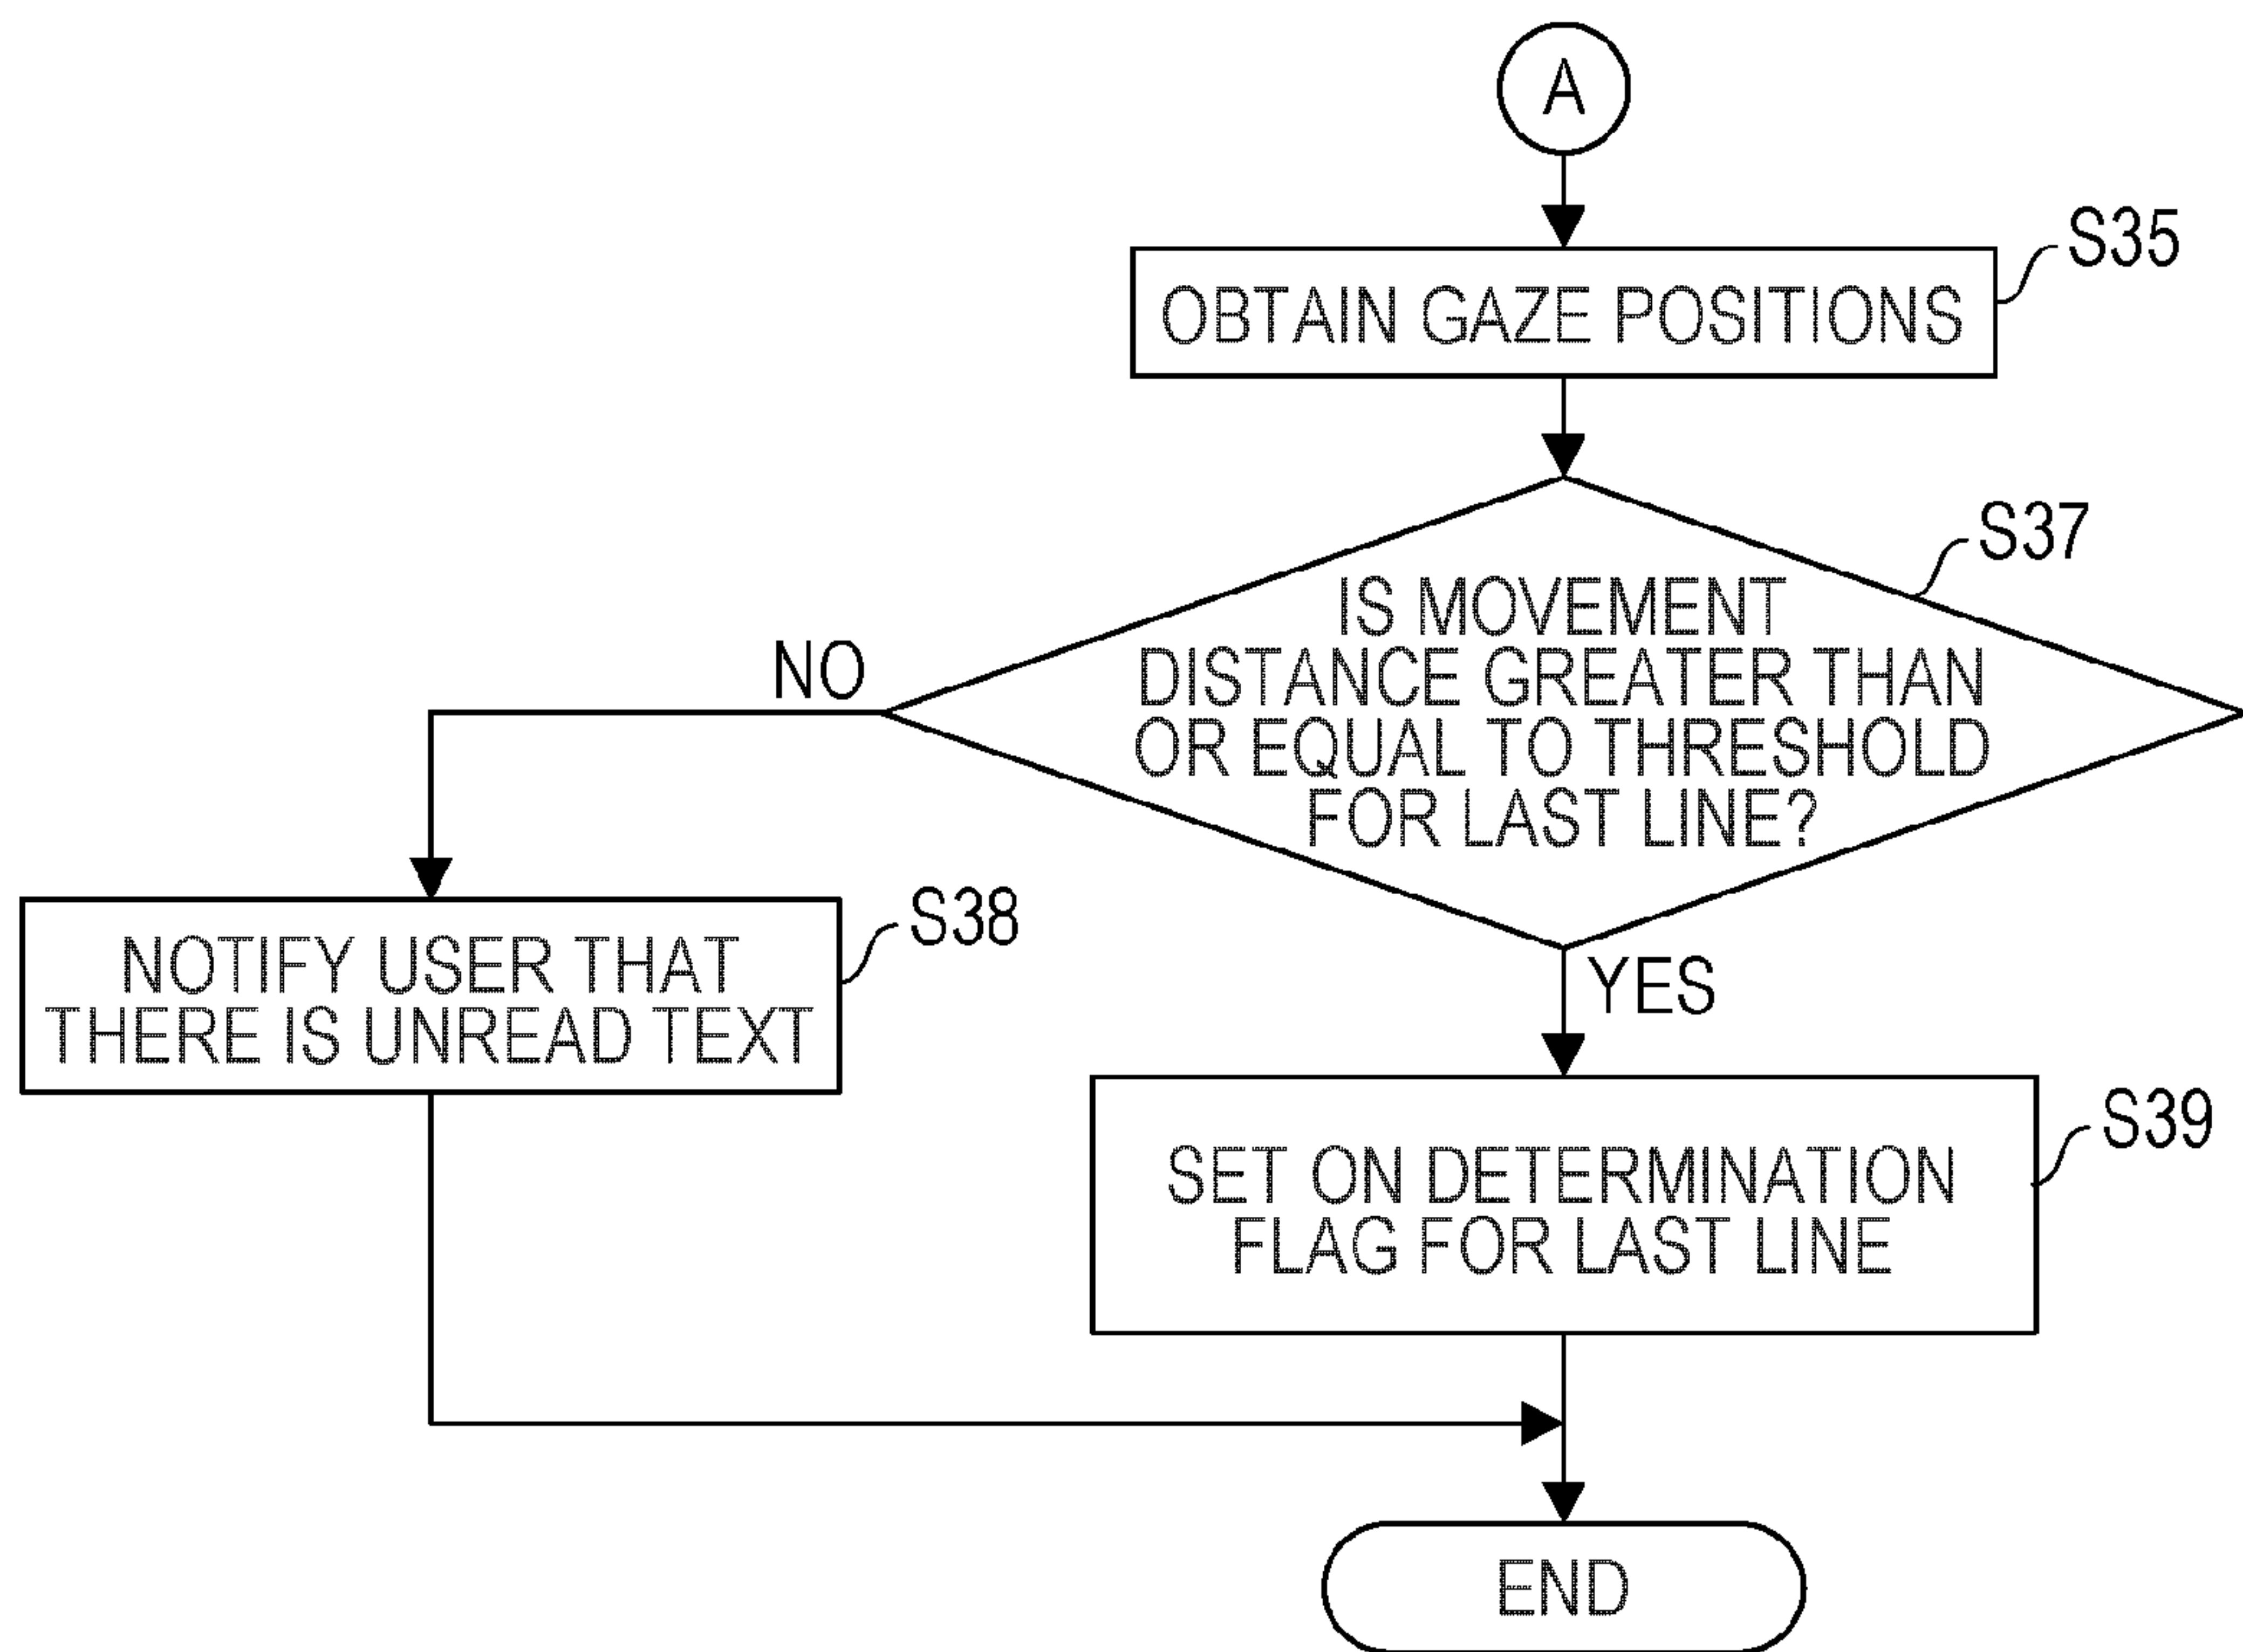 A
S35
OBTAIN GAZE POSITIONS
S37
IS MOVEMENT
DISTANCE GREATER THAN
OR EQUAL TO THRESHOLD
FOR LAST LINE?
NO
S38
NOTIFY USER THAT
THERE IS UNREAD TEXT
YES
S39
SET ON DETERMINATION
FLAG FOR LAST LINE
END